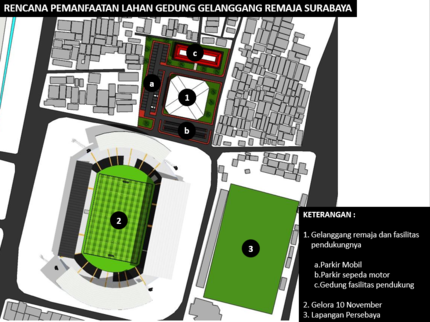 RENCANA PEMANFAATAN LAHAN GEDUNG GELANGGANG REMAJA SURABAYA
c
a
1
b
2
3
KETERANGAN :
1. Gelanggang remaja dan fasilitas
pendukungnya
a.Parkir Mobil
b.Parkir sepeda motor
c.Gedung fasilitas pendukung
2. Gelora 10 November
3. Lapangan Persebaya